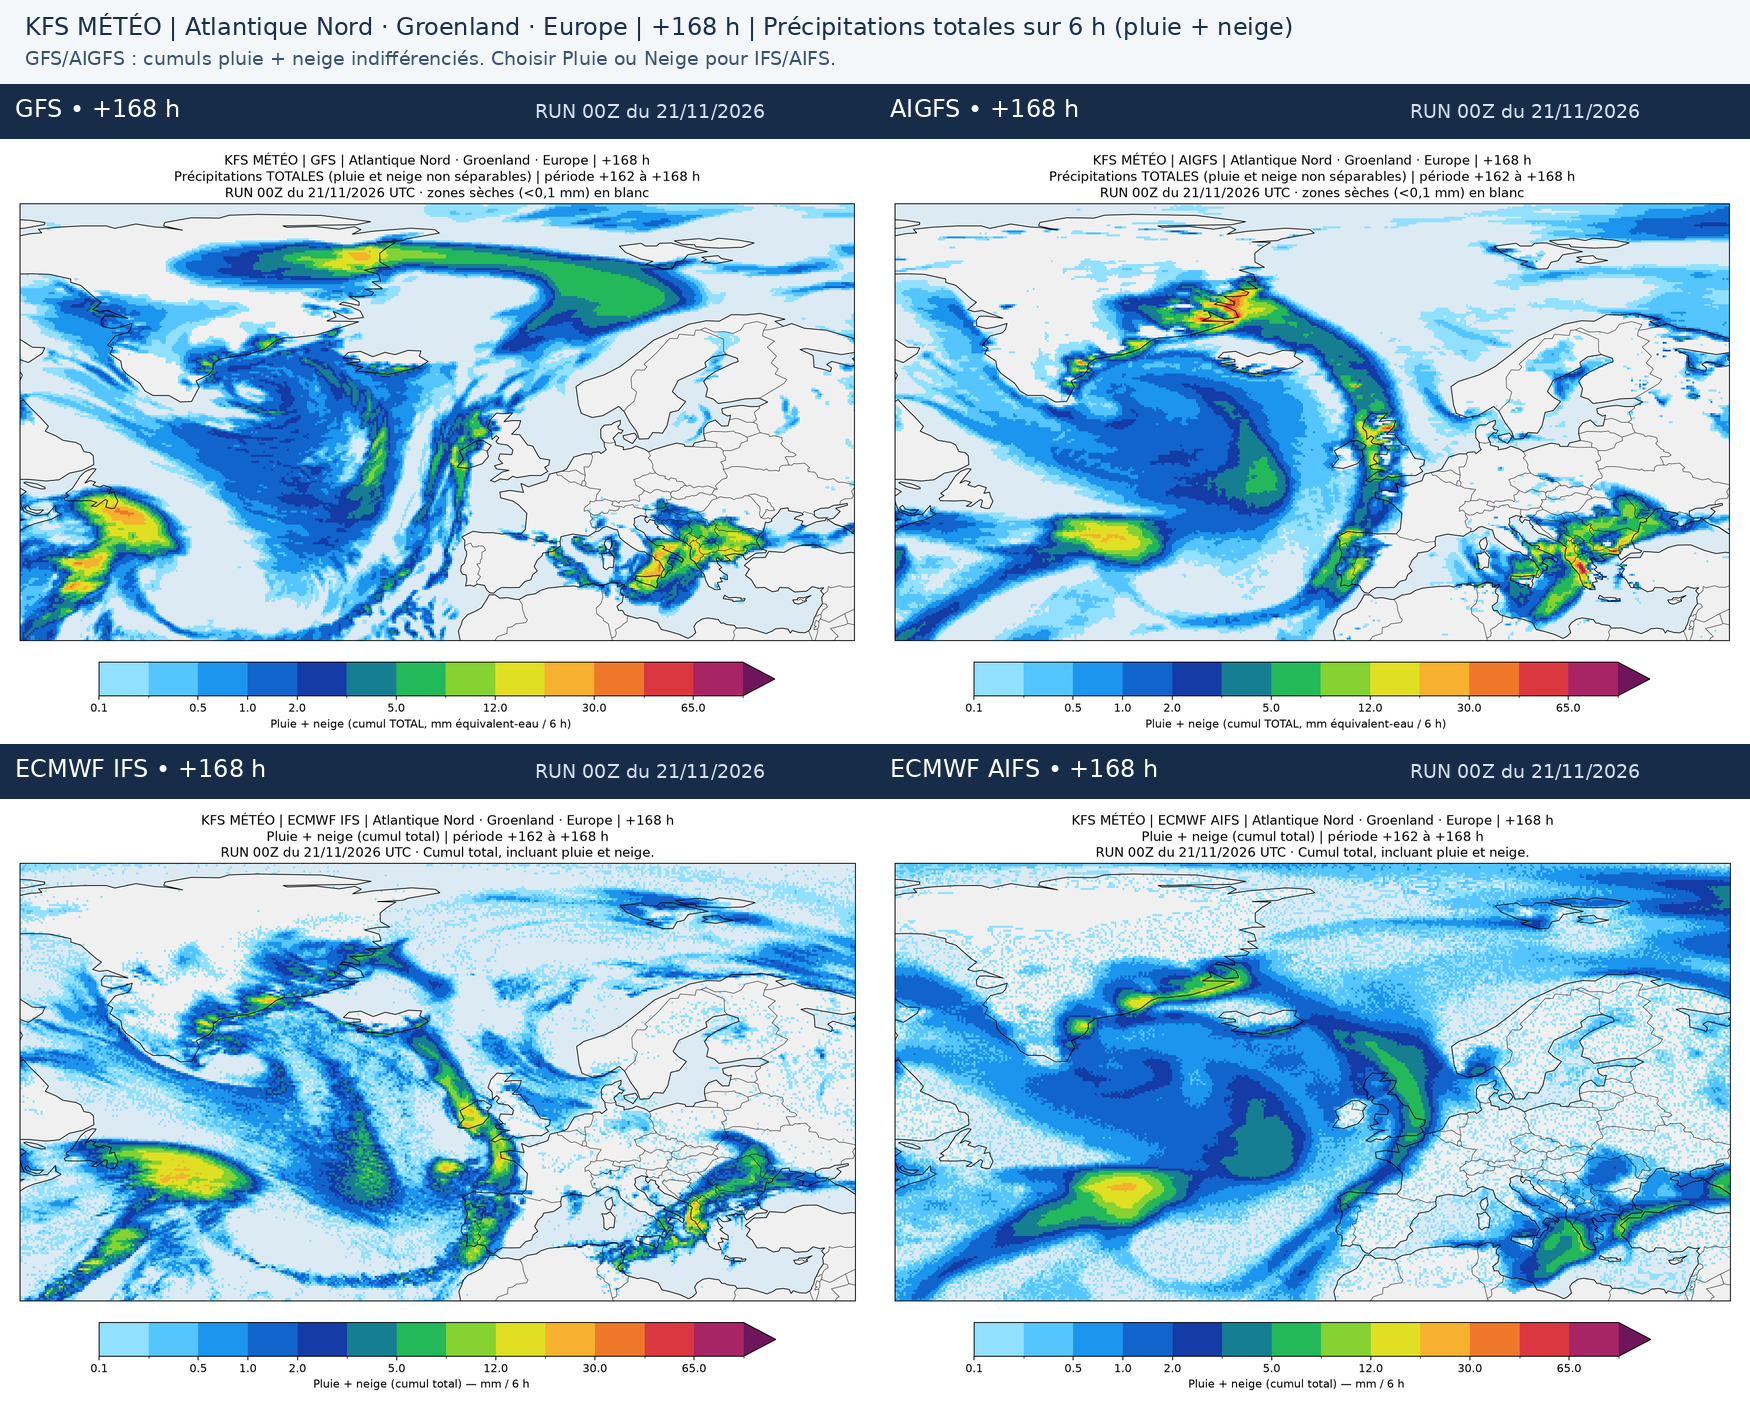 KFS MÉTÉO | Atlantique Nord · Groenland · Europe | +168 h | Précipitations totales sur 6 h (pluie + neige)
GFS/AIGFS : cumuls pluie + neige indifférenciés. Choisir Pluie ou Neige pour IFS/AIFS.
GFS • +168 h
RUN 00Z du 21/11/2026
KFS MÉTÉO | GFS | Atlantique Nord · Groenland · Europe | +168 h
Précipitations TOTALES (pluie et neige non séparables) | période +162 à +168 h
RUN 00Z du 21/11/2026 UTC · zones sèches (<0,1 mm) en blanc
0.1 0.5 1.0 2.0 5.0 12.0 30.0 65.0
Pluie + neige (cumul TOTAL, mm équivalent-eau / 6 h)
AIGFS • +168 h
RUN 00Z du 21/11/2026
KFS MÉTÉO | AIGFS | Atlantique Nord · Groenland · Europe | +168 h
Précipitations TOTALES (pluie et neige non séparables) | période +162 à +168 h
RUN 00Z du 21/11/2026 UTC · zones sèches (<0,1 mm) en blanc
0.1 0.5 1.0 2.0 5.0 12.0 30.0 65.0
Pluie + neige (cumul TOTAL, mm équivalent-eau / 6 h)
ECMWF IFS • +168 h
RUN 00Z du 21/11/2026
KFS MÉTÉO | ECMWF IFS | Atlantique Nord · Groenland · Europe | +168 h
Pluie + neige (cumul total) | période +162 à +168 h
RUN 00Z du 21/11/2026 UTC · Cumul total, incluant pluie et neige.
0.1 0.5 1.0 2.0 5.0 12.0 30.0 65.0
Pluie + neige (cumul total) — mm / 6 h
ECMWF AIFS • +168 h
RUN 00Z du 21/11/2026
KFS MÉTÉO | ECMWF AIFS | Atlantique Nord · Groenland · Europe | +168 h
Pluie + neige (cumul total) | période +162 à +168 h
RUN 00Z du 21/11/2026 UTC · Cumul total, incluant pluie et neige.
0.1 0.5 1.0 2.0 5.0 12.0 30.0 65.0
Pluie + neige (cumul total) — mm / 6 h